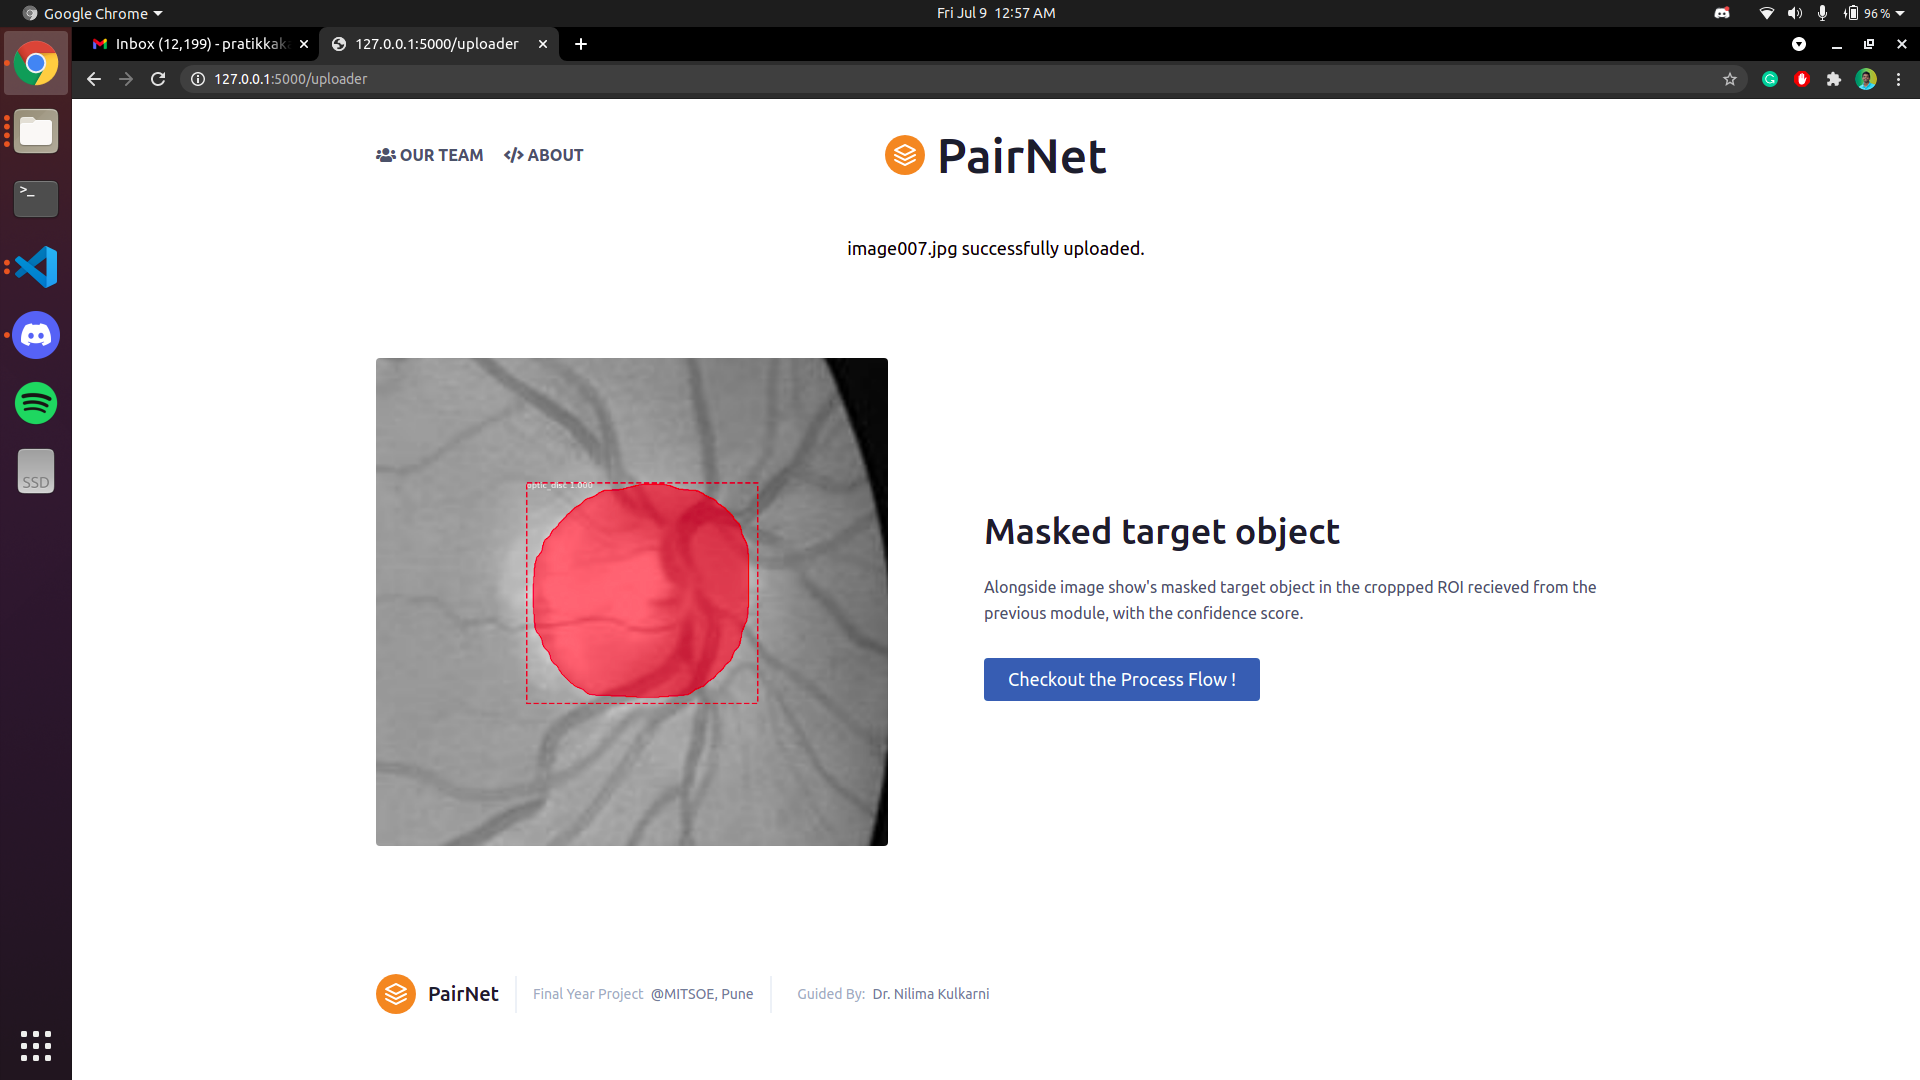 Google Chrome
Fri Jul 9 12:57 AM
96 %
Inbox (12,199) - pratikkak
127.0.0.1:5000/uploader
127.0.0.1:5000/uploader
OUR TEAM
ABOUT
PairNet
image007.jpg successfully uploaded.
>_
SSD
optic_disc 1.000
Masked target object
Alongside image show's masked target object in the croppped ROI recieved from the
previous module, with the confidence score.
Checkout the Process Flow !
PairNet
Final Year Project @MITSOE, Pune
Guided By: Dr. Nilima Kulkarni